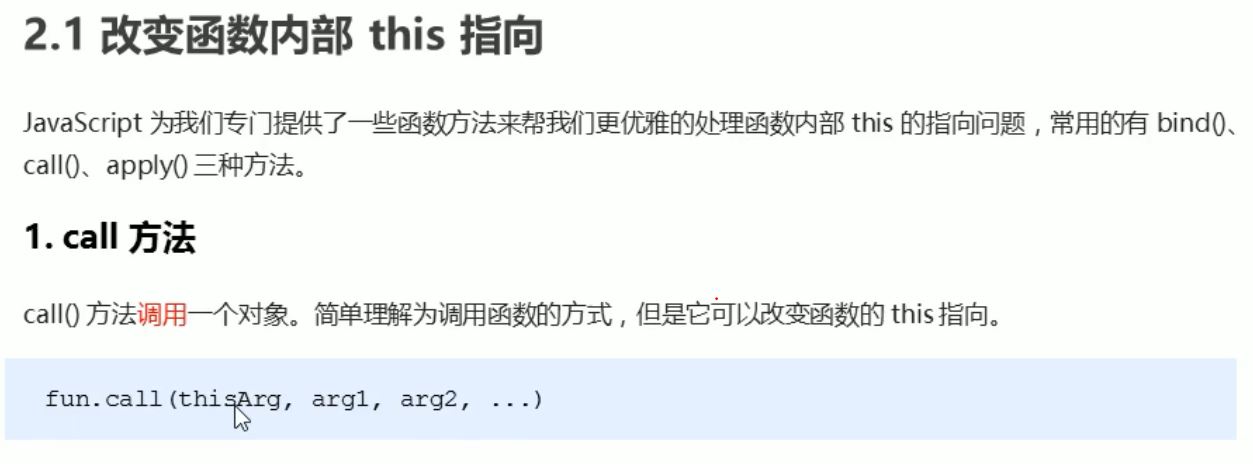 2.1 改变函数内部 this 指向
JavaScript 为我们专门提供了一些函数方法来帮我们更优雅的处理函数内部 this 的指向问题，常用的有 bind()、
call()、apply() 三种方法。
1. call 方法
call() 方法调用一个对象。简单理解为调用函数的方式，但是它可以改变函数的 this 指向。
fun.call(thisArg, arg1, arg2, ...)